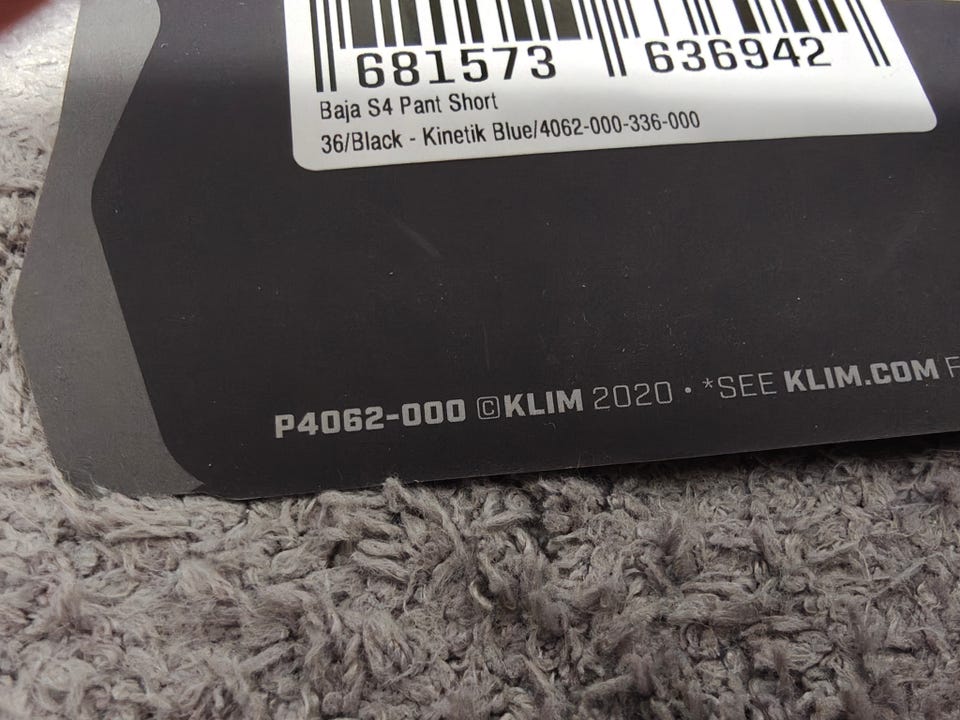 681573 636942
Baja S4 Pant Short
36/Black - Kinetik Blue/4062-000-336-000
P4062-000 ©KLIM 2020 • *SEE KLIM.COM